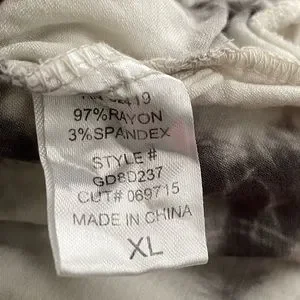 97%RAYON
3%SPANDEX
STYLE #
GD8D237
CUT# 069715
MADE IN CHINA
XL